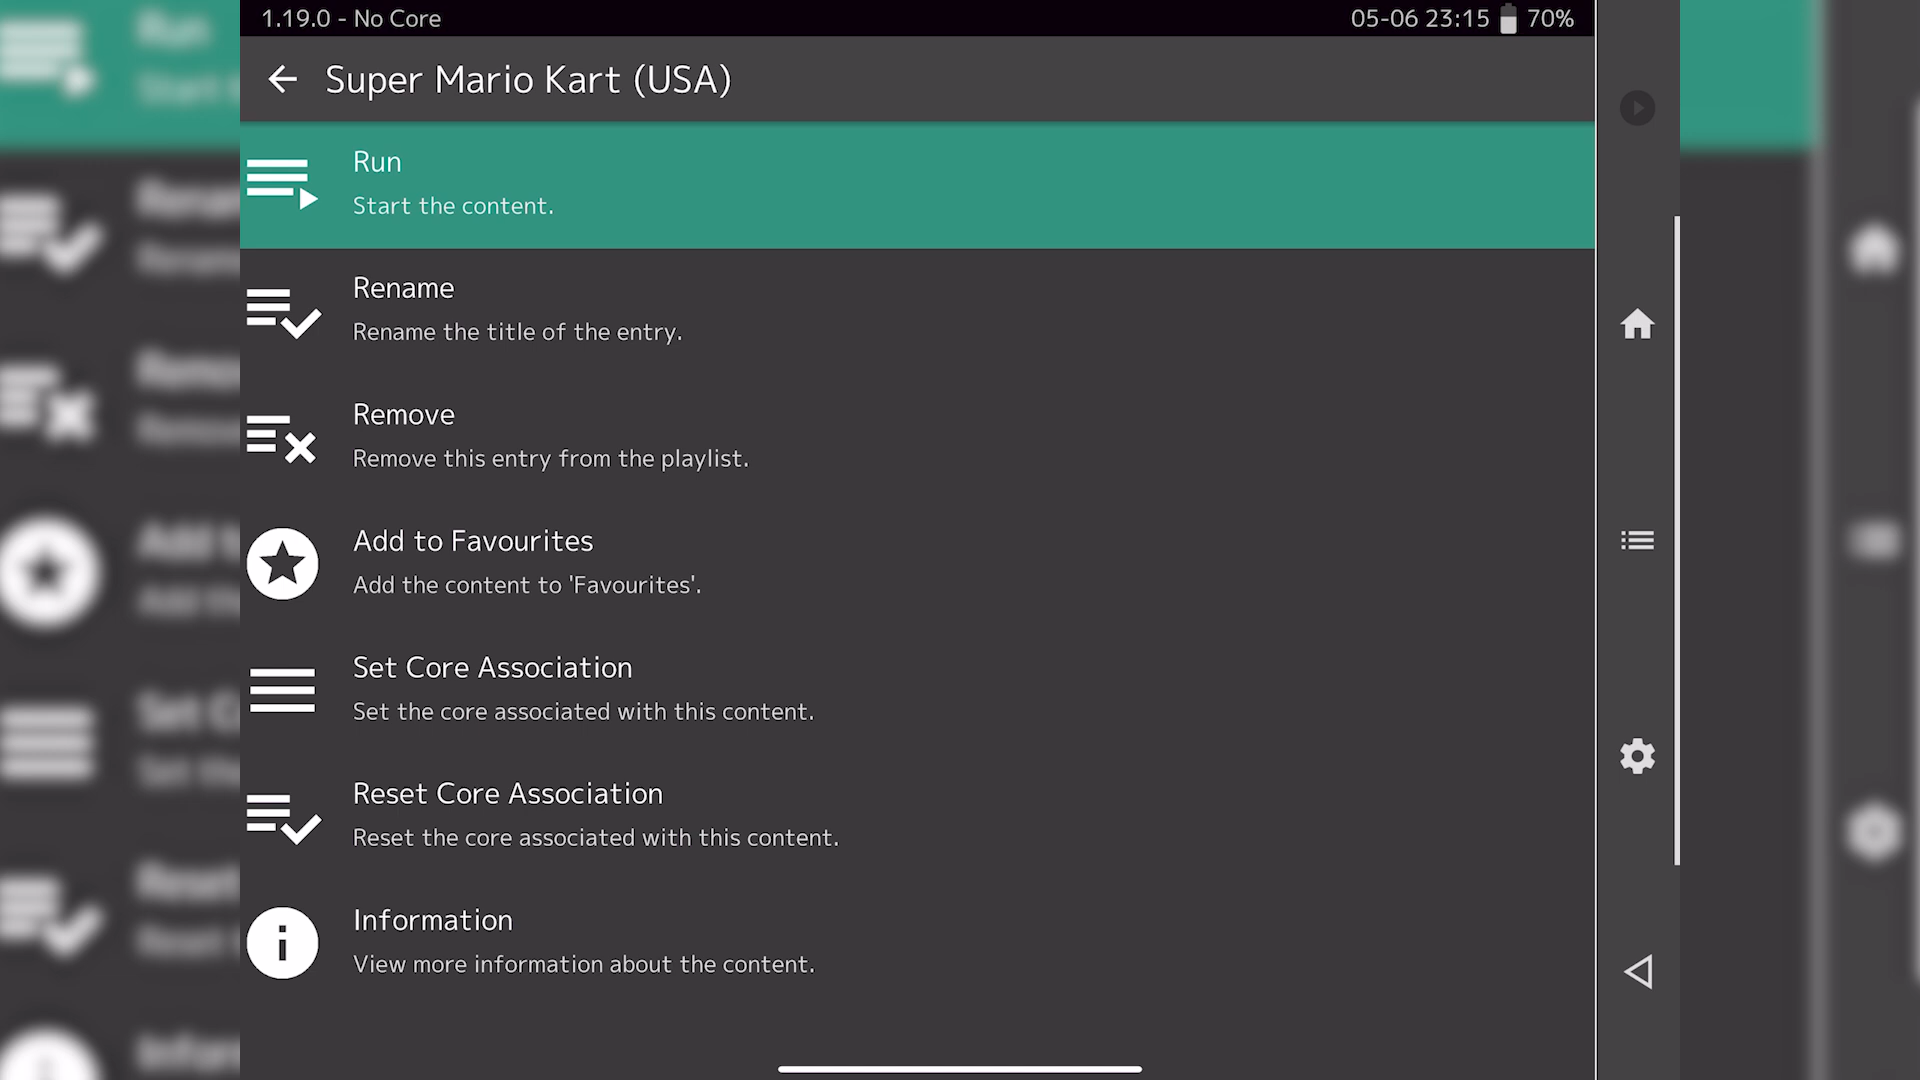 1.19.0 - No Core
05-06 23:15 70%
Super Mario Kart (USA)
Run
Start the content.
Rename
Rename the title of the entry.
Remove
Remove this entry from the playlist.
Add to Favourites
Add the content to 'Favourites'.
Set Core Association
Set the core associated with this content.
Reset Core Association
Reset the core associated with this content.
Information
View more information about the content.